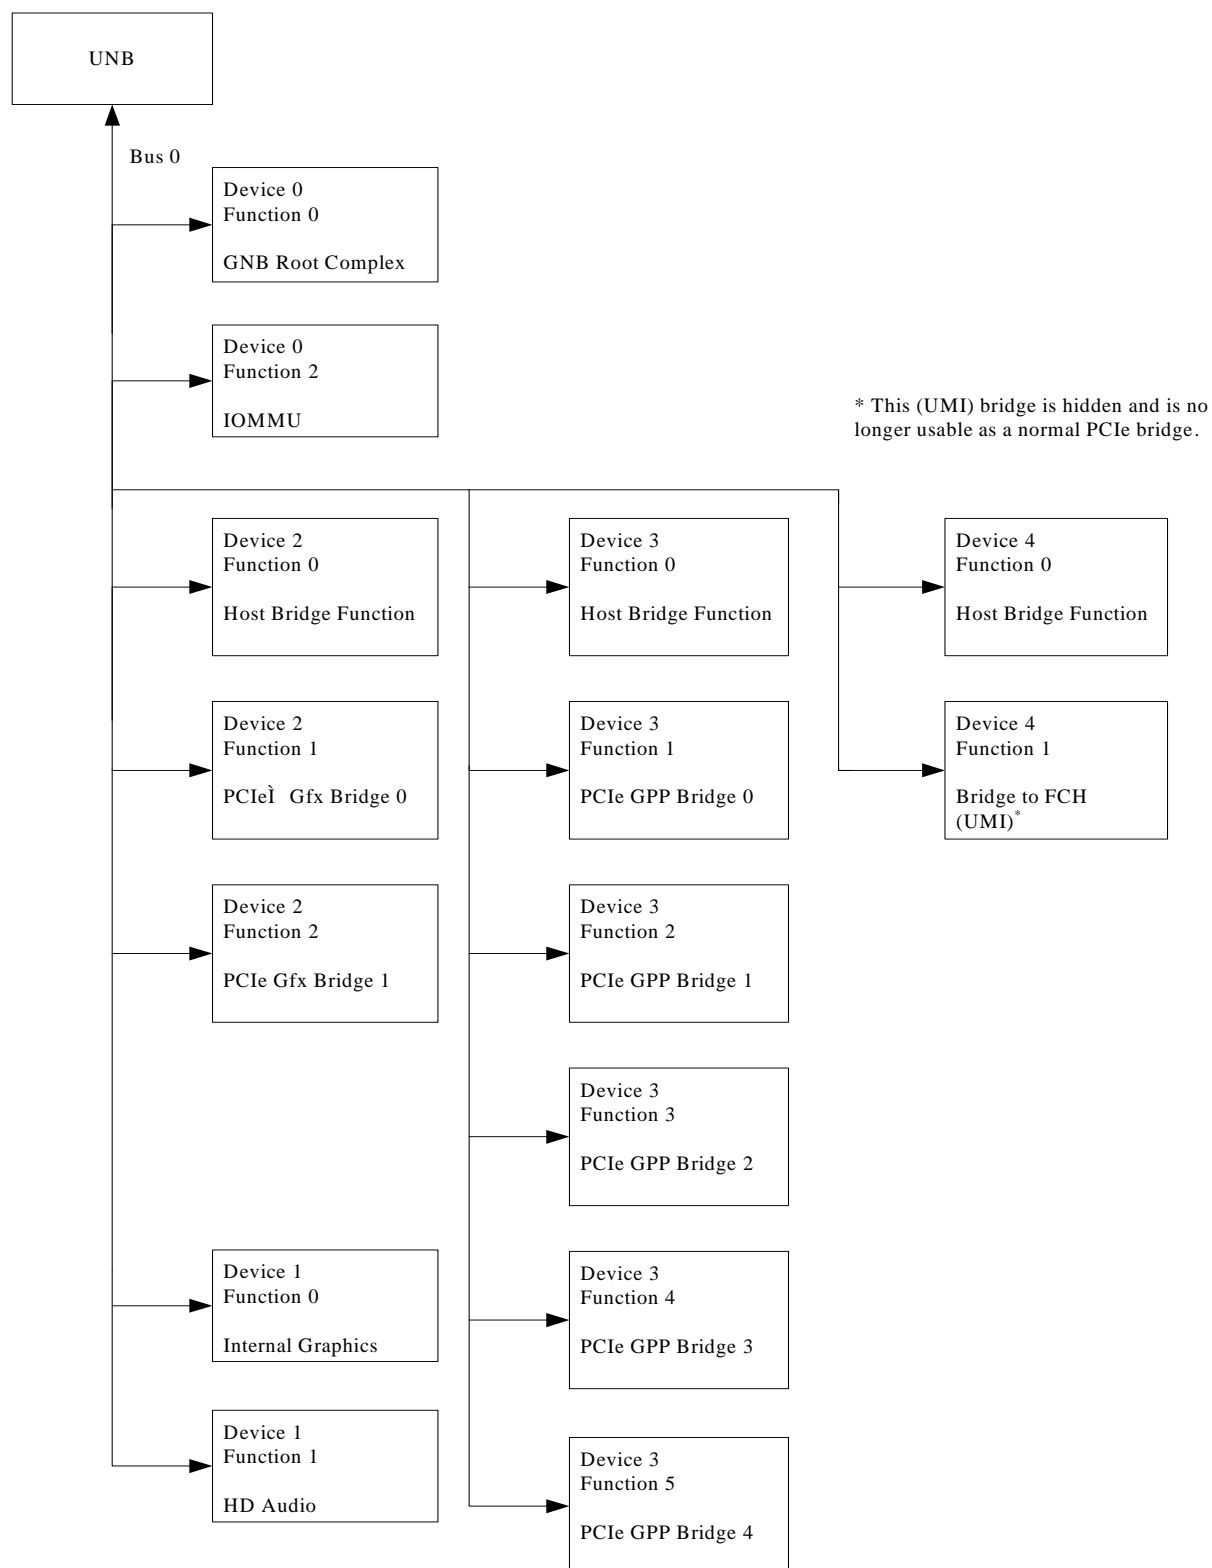 UNB
Bus 0
Device 0
Function 0
GNB Root Complex
Device 0
Function 2
IOMMU
* This (UMI) bridge is hidden and is no
longer usable as a normal PCIe bridge.
Device 2
Function 0
Host Bridge Function
Device 3
Function 0
Host Bridge Function
Device 4
Function 0
Host Bridge Function
Device 2
Function 1
PCIeÌ Gfx Bridge 0
Device 3
Function 1
PCIe GPP Bridge 0
Device 4
Function 1
Bridge to FCH
(UMI)*
Device 2
Function 2
PCIe Gfx Bridge 1
Device 3
Function 2
PCIe GPP Bridge 1
Device 3
Function 3
PCIe GPP Bridge 2
Device 1
Function 0
Internal Graphics
Device 3
Function 4
PCIe GPP Bridge 3
Device 1
Function 1
HD Audio
Device 3
Function 5
PCIe GPP Bridge 4